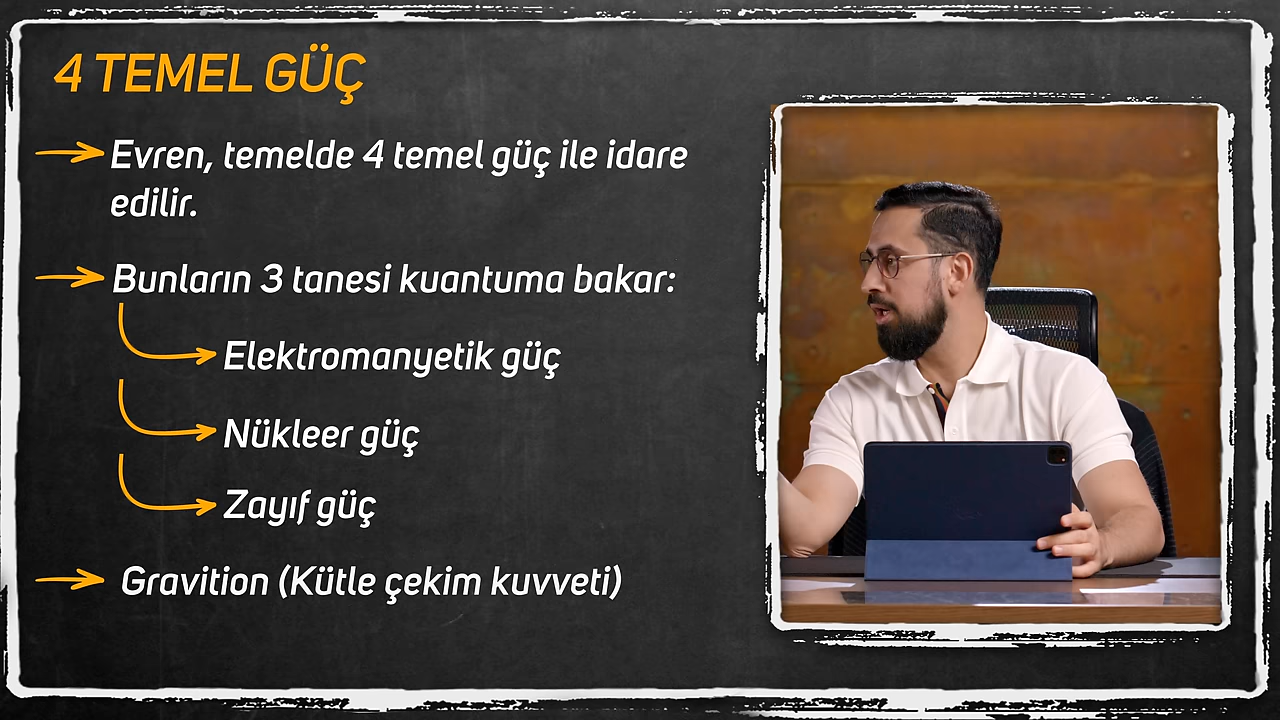 4 TEMEL GÜÇ
Evren, temelde 4 temel güç ile idare
edilir.
Bunların 3 tanesi kuantuma bakar:
Elektromanyetik güç
Nükleer güç
Zayıf güç
Gravition (Kütle çekim kuvveti)